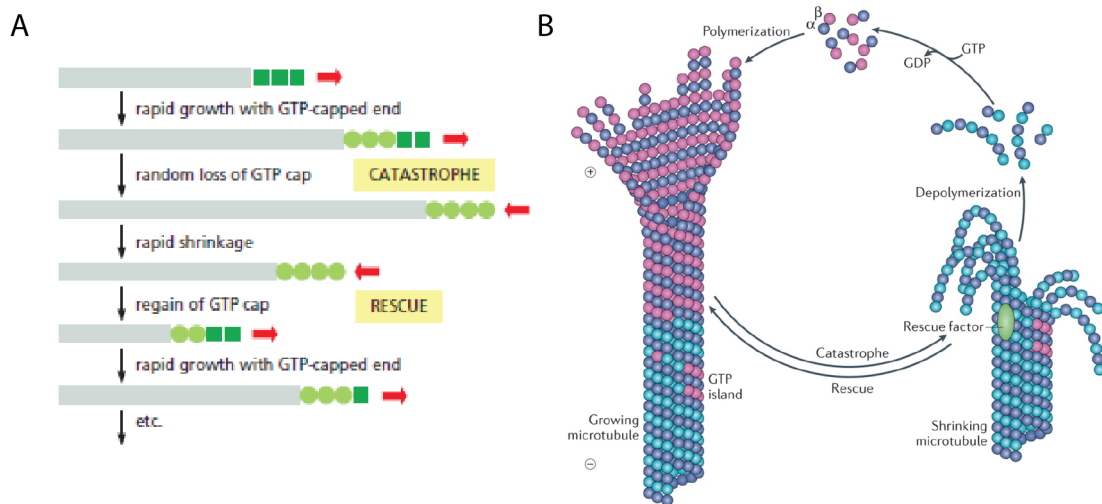 A
rapid growth with GTP-capped end
random loss of GTP cap
CATASTROPHE
rapid shrinkage
regain of GTP cap
RESCUE
rapid growth with GTP-capped end
etc.
B
Polymerization
β
α
GTP
GDP
+
Depolymerization
Rescue factor
Catastrophe
Rescue
GTP
island
Growing
microtubule
−
Shrinking
microtubule